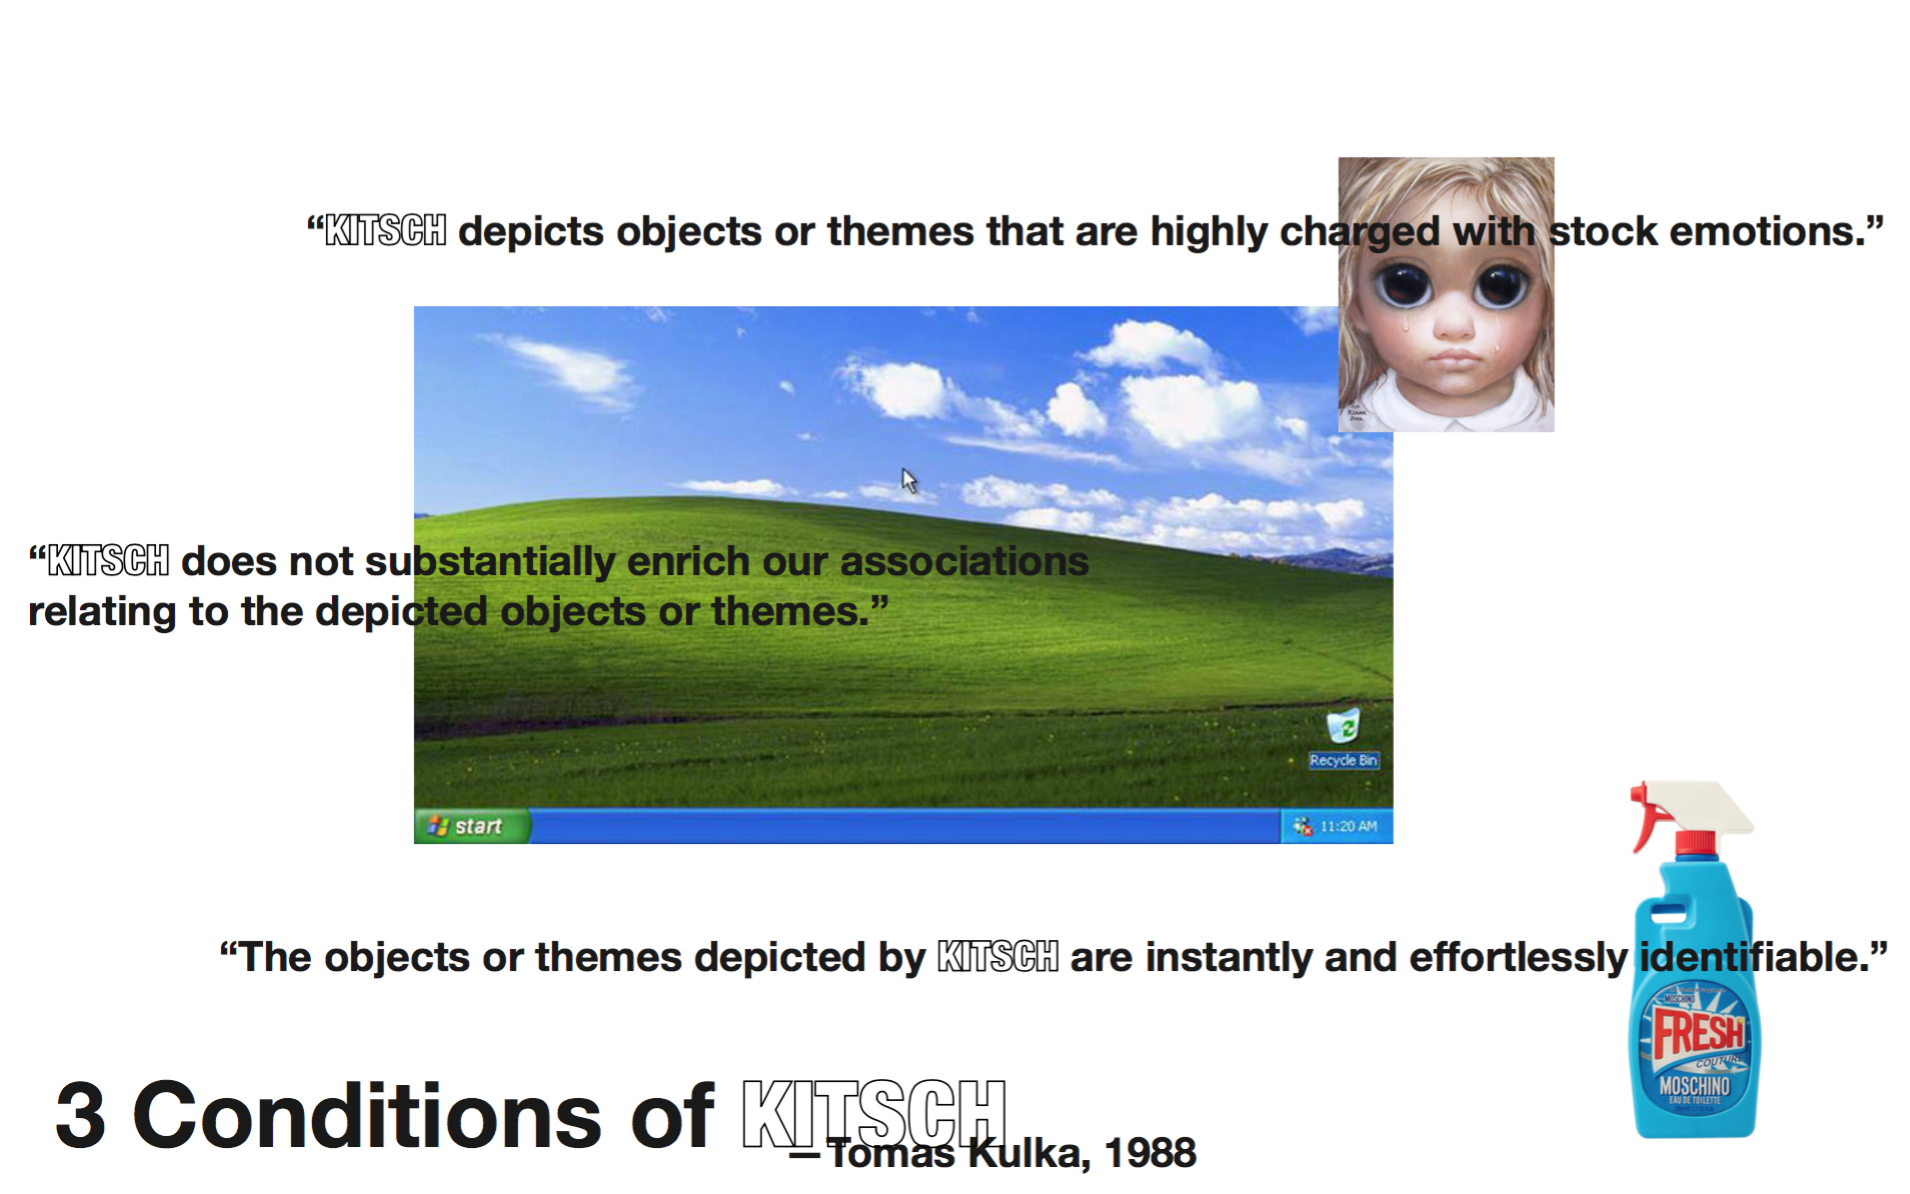 “KITSCH depicts objects or themes that are highly charged with stock emotions.”
“KITSCH does not substantially enrich our associations
relating to the depicted objects or themes.”
Recycle Bin
start
11:20 AM
“The objects or themes depicted by KITSCH are instantly and effortlessly identifiable.”
MOSCHINO
FRESH
COUTURE
MOSCHINO
EAU DE TOILETTE
3 Conditions of KITSCH
—Tomas Kulka, 1988